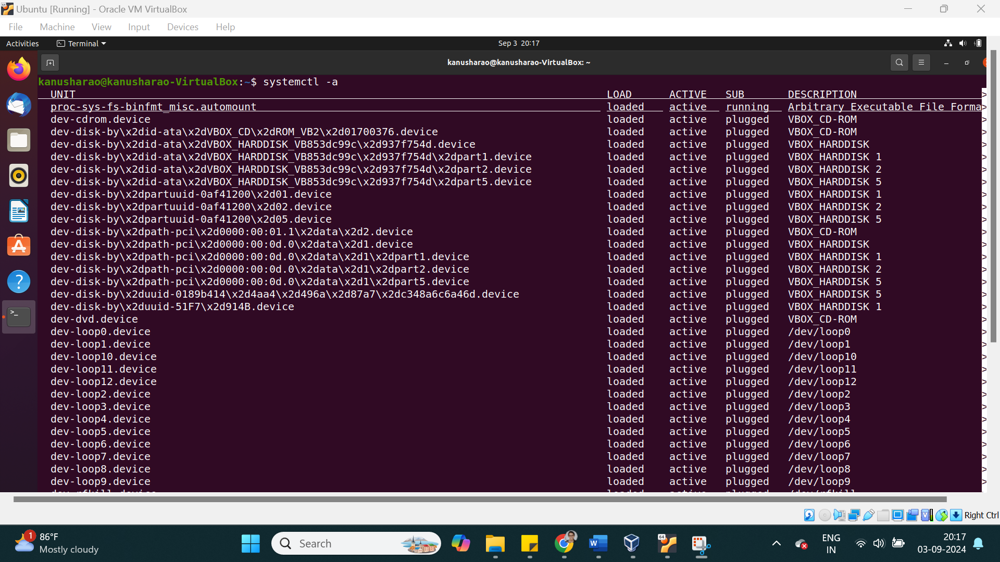 Ubuntu [Running] - Oracle VM VirtualBox
File Machine View Input Devices Help
Activities Terminal Sep 3 20:17
kanusharao@kanusharao-VirtualBox: ~
kanusharao@kanusharao-VirtualBox:~$ systemctl -a
UNIT LOAD ACTIVE SUB DESCRIPTION >
proc-sys-fs-binfmt_misc.automount loaded active running Arbitrary Executable File Forma>
dev-cdrom.device loaded active plugged VBOX_CD-ROM >
dev-disk-by\x2did-ata\x2dVBOX_CD\x2dROM_VB2\x2d01700376.device loaded active plugged VBOX_CD-ROM >
dev-disk-by\x2did-ata\x2dVBOX_HARDDISK_VB853dc99c\x2d937f754d.device loaded active plugged VBOX_HARDDISK >
dev-disk-by\x2did-ata\x2dVBOX_HARDDISK_VB853dc99c\x2d937f754d\x2dpart1.device loaded active plugged VBOX_HARDDISK 1 >
dev-disk-by\x2did-ata\x2dVBOX_HARDDISK_VB853dc99c\x2d937f754d\x2dpart2.device loaded active plugged VBOX_HARDDISK 2 >
dev-disk-by\x2did-ata\x2dVBOX_HARDDISK_VB853dc99c\x2d937f754d\x2dpart5.device loaded active plugged VBOX_HARDDISK 5 >
dev-disk-by\x2dpartuuid-0af41200\x2d01.device loaded active plugged VBOX_HARDDISK 1 >
dev-disk-by\x2dpartuuid-0af41200\x2d02.device loaded active plugged VBOX_HARDDISK 2 >
dev-disk-by\x2dpartuuid-0af41200\x2d05.device loaded active plugged VBOX_HARDDISK 5 >
dev-disk-by\x2dpath-pci\x2d0000:00:01.1\x2data\x2d2.device loaded active plugged VBOX_CD-ROM >
dev-disk-by\x2dpath-pci\x2d0000:00:0d.0\x2data\x2d1.device loaded active plugged VBOX_HARDDISK >
dev-disk-by\x2dpath-pci\x2d0000:00:0d.0\x2data\x2d1\x2dpart1.device loaded active plugged VBOX_HARDDISK 1 >
dev-disk-by\x2dpath-pci\x2d0000:00:0d.0\x2data\x2d1\x2dpart2.device loaded active plugged VBOX_HARDDISK 2 >
dev-disk-by\x2dpath-pci\x2d0000:00:0d.0\x2data\x2d1\x2dpart5.device loaded active plugged VBOX_HARDDISK 5 >
dev-disk-by\x2duuid-0189b414\x2d4aa4\x2d496a\x2d87a7\x2dc348a6c6a46d.device loaded active plugged VBOX_HARDDISK 5 >
dev-disk-by\x2duuid-51F7\x2d914B.device loaded active plugged VBOX_HARDDISK 1 >
dev-dvd.device loaded active plugged VBOX_CD-ROM >
dev-loop0.device loaded active plugged /dev/loop0 >
dev-loop1.device loaded active plugged /dev/loop1 >
dev-loop10.device loaded active plugged /dev/loop10 >
dev-loop11.device loaded active plugged /dev/loop11 >
dev-loop12.device loaded active plugged /dev/loop12 >
dev-loop2.device loaded active plugged /dev/loop2 >
dev-loop3.device loaded active plugged /dev/loop3 >
dev-loop4.device loaded active plugged /dev/loop4 >
dev-loop5.device loaded active plugged /dev/loop5 >
dev-loop6.device loaded active plugged /dev/loop6 >
dev-loop7.device loaded active plugged /dev/loop7 >
dev-loop8.device loaded active plugged /dev/loop8 >
dev-loop9.device loaded active plugged /dev/loop9 >
dev-rfkill.device loaded active plugged /dev/rfkill
Right Ctrl
1 86°F
Mostly cloudy
Search
ENG
IN
20:17
03-09-2024